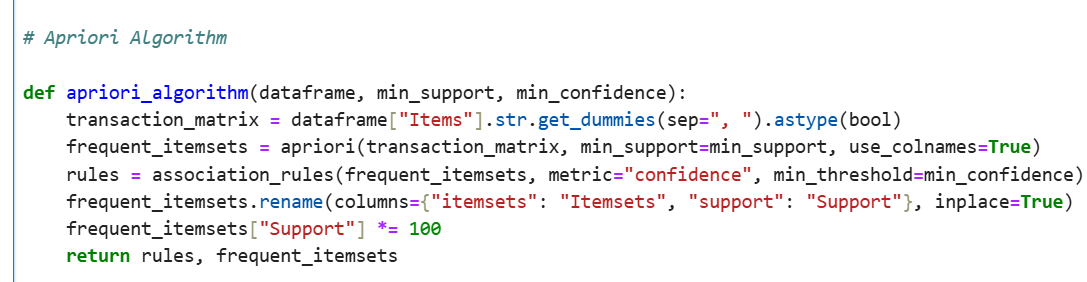 # Apriori Algorithm
def apriori_algorithm(dataframe, min_support, min_confidence):
    transaction_matrix = dataframe["Items"].str.get_dummies(sep=", ").astype(bool)
    frequent_itemsets = apriori(transaction_matrix, min_support=min_support, use_colnames=True)
    rules = association_rules(frequent_itemsets, metric="confidence", min_threshold=min_confidence)
    frequent_itemsets.rename(columns={"itemsets": "Itemsets", "support": "Support"}, inplace=True)
    frequent_itemsets["Support"] *= 100
    return rules, frequent_itemsets